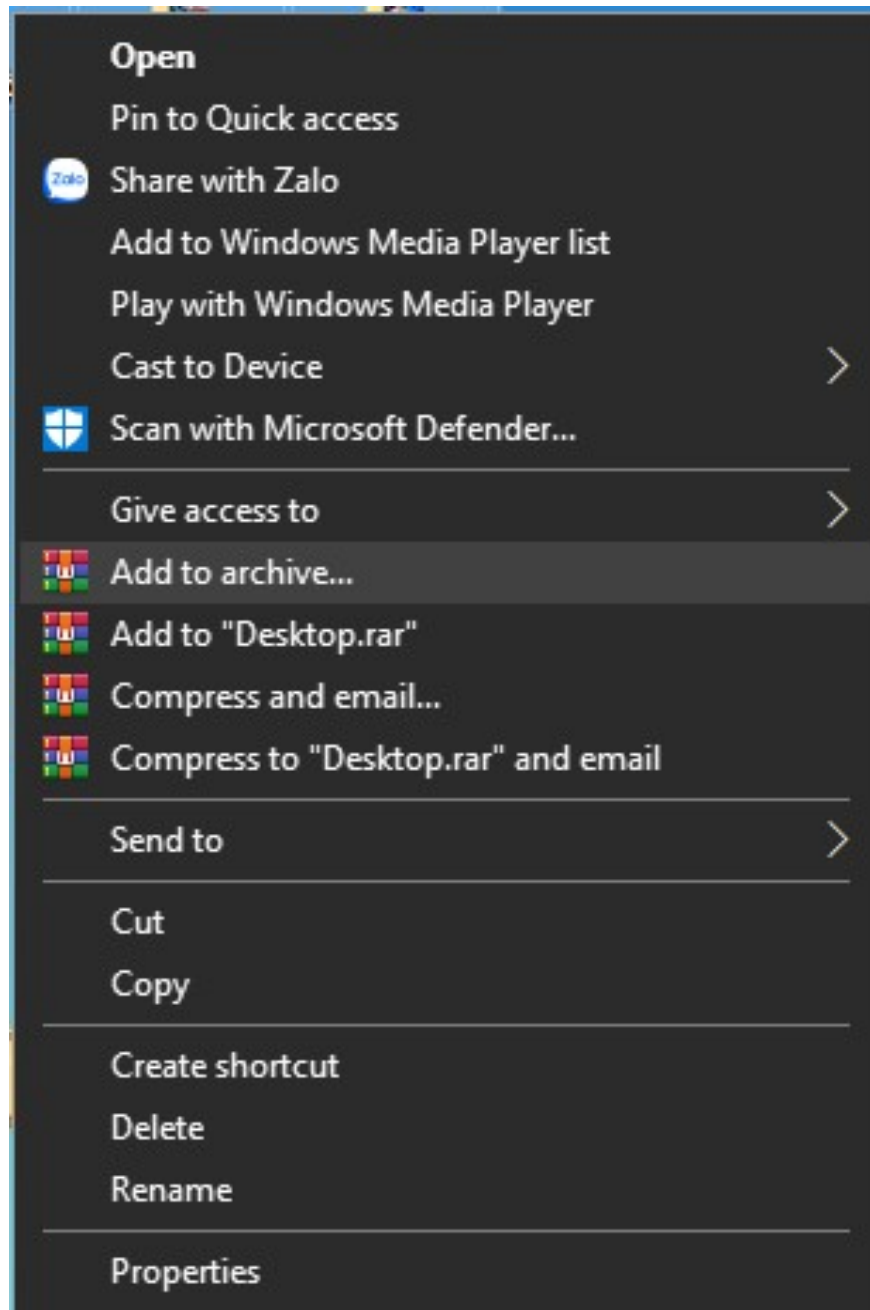 Open
Pin to Quick access
Zalo Share with Zalo
Add to Windows Media Player list
Play with Windows Media Player
Cast to Device
Scan with Microsoft Defender...
Give access to
Add to archive...
Add to "Desktop.rar"
Compress and email...
Compress to "Desktop.rar" and email
Send to
Cut
Copy
Create shortcut
Delete
Rename
Properties